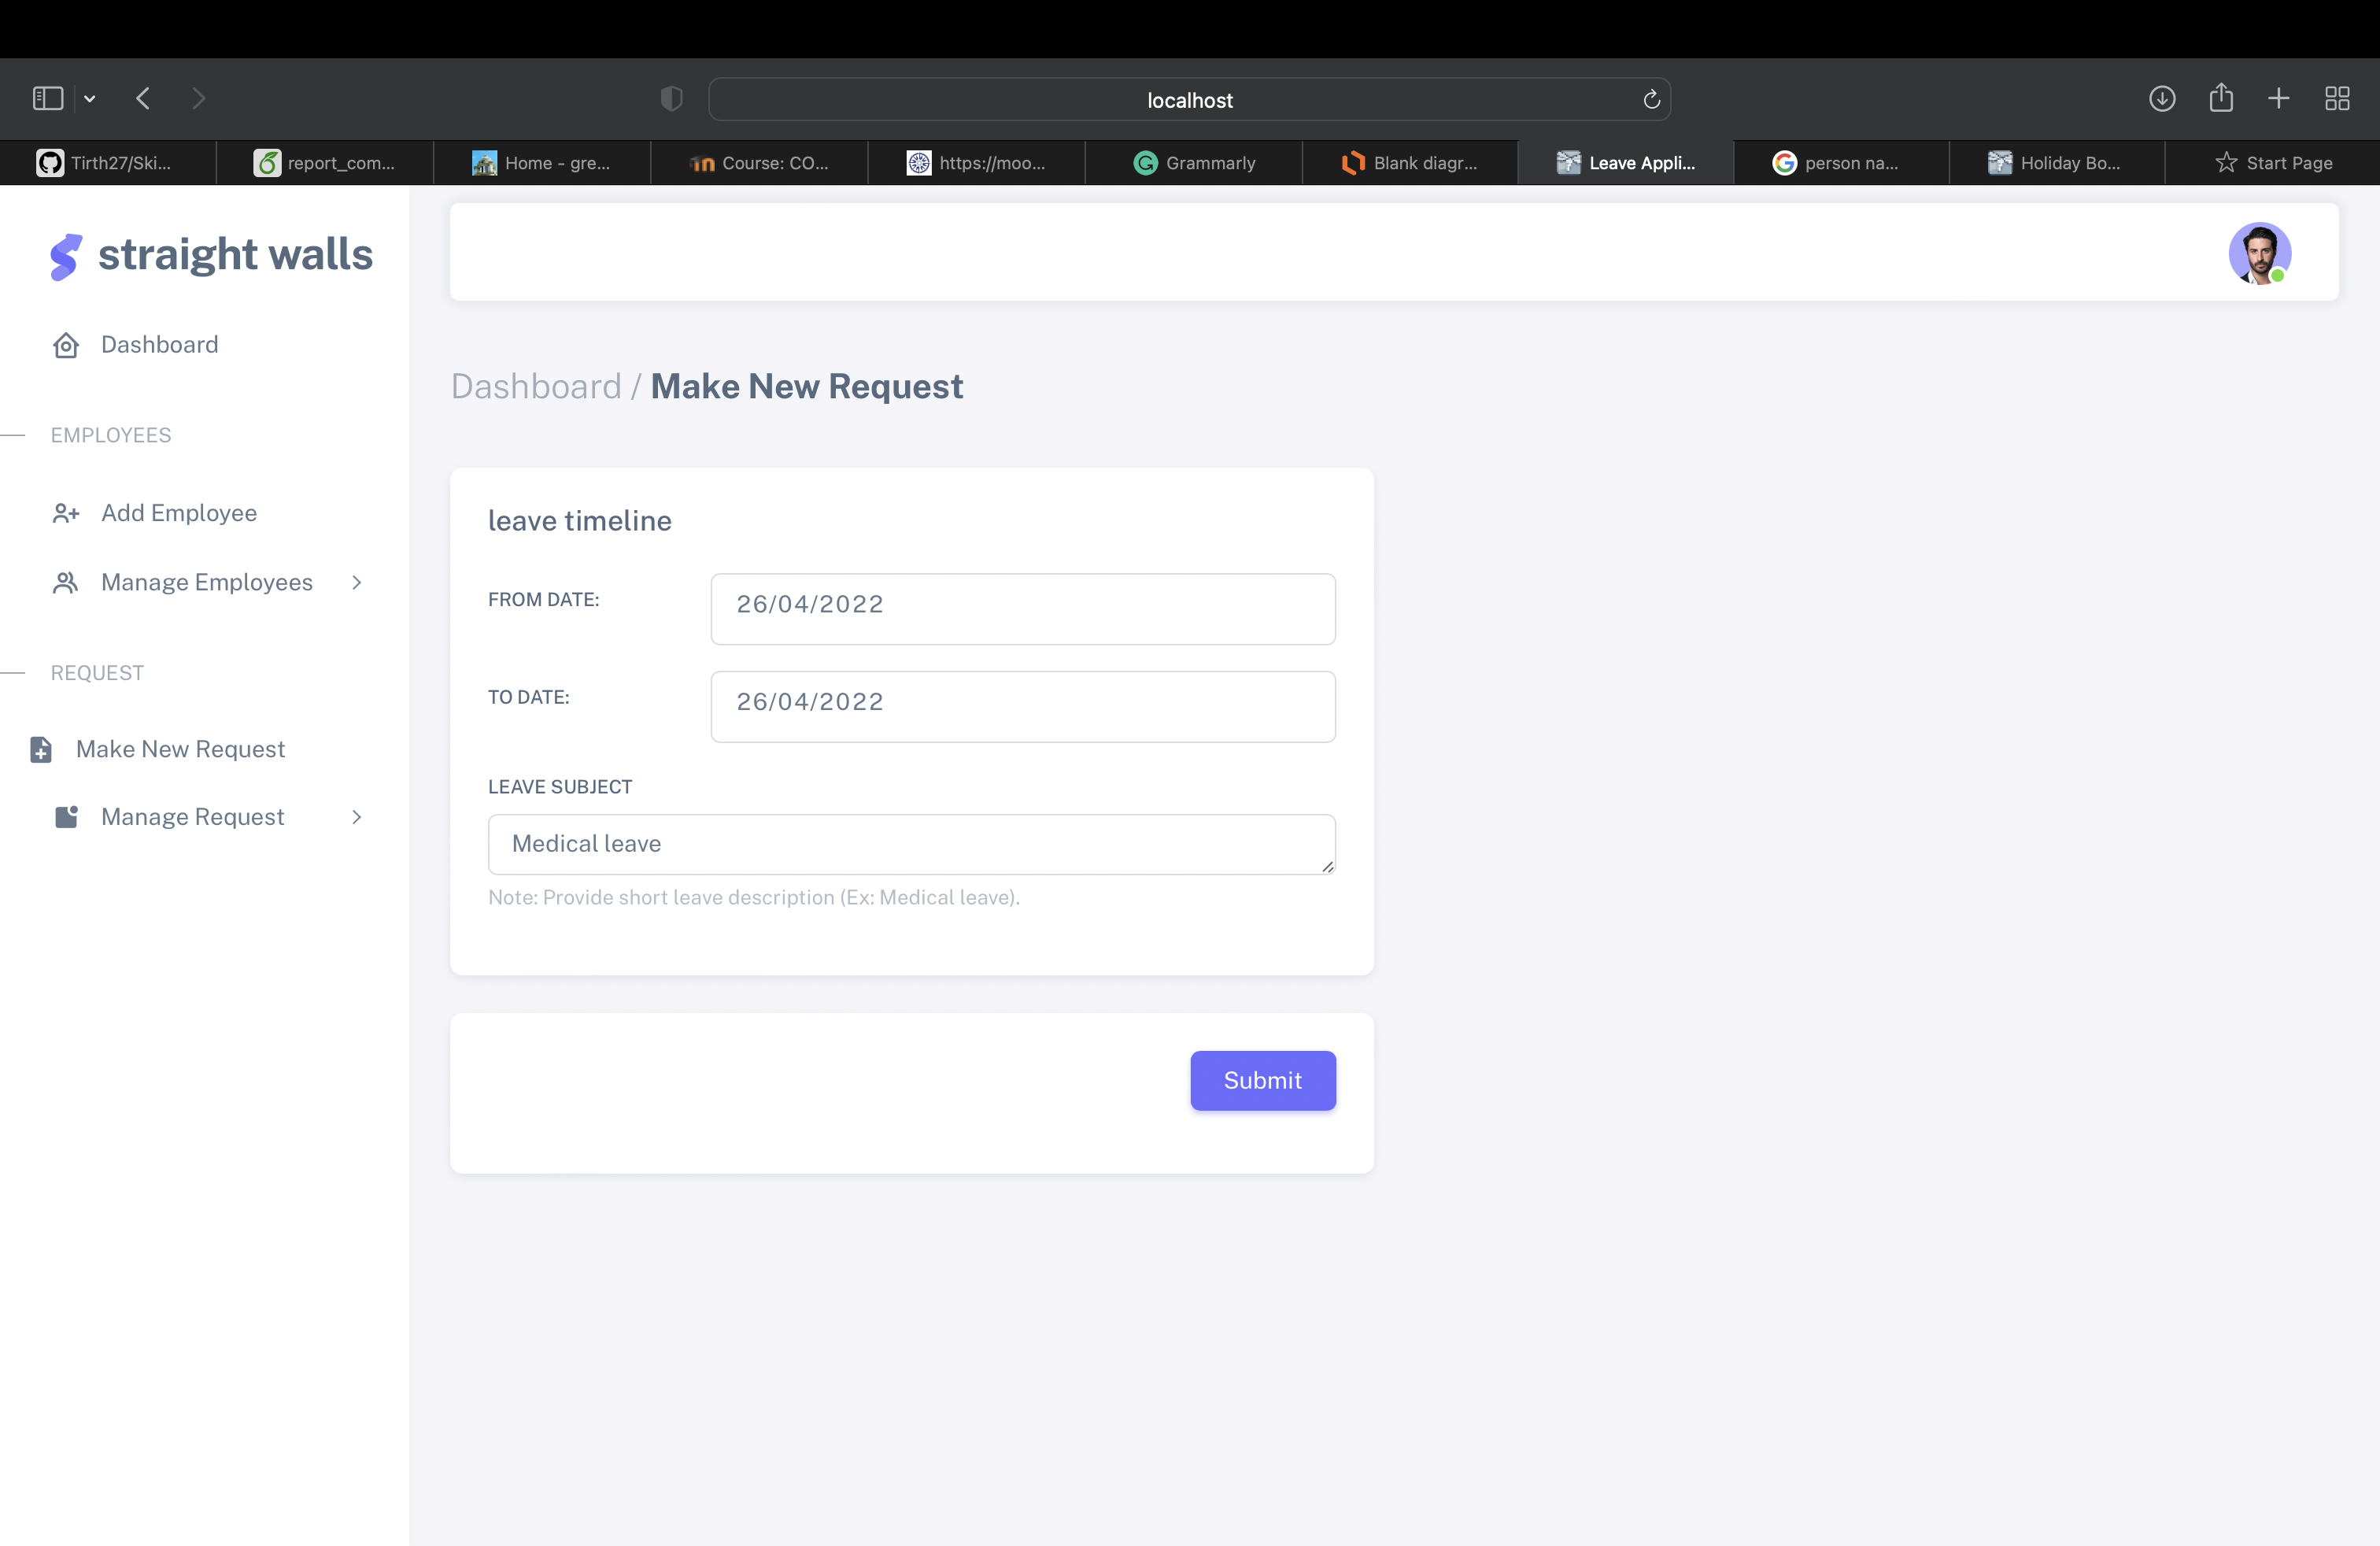 localhost
Tirth27/Ski...
report_com...
Home - gre...
Course: CO...
https://moo...
Grammarly
Blank diagr...
Leave Appli...
person na...
Holiday Bo...
Start Page
straight walls
Dashboard
EMPLOYEES
Add Employee
Manage Employees
REQUEST
Make New Request
Manage Request
Dashboard / Make New Request
leave timeline
FROM DATE: 26/04/2022
TO DATE: 26/04/2022
LEAVE SUBJECT
Medical leave
Note: Provide short leave description (Ex: Medical leave).
Submit